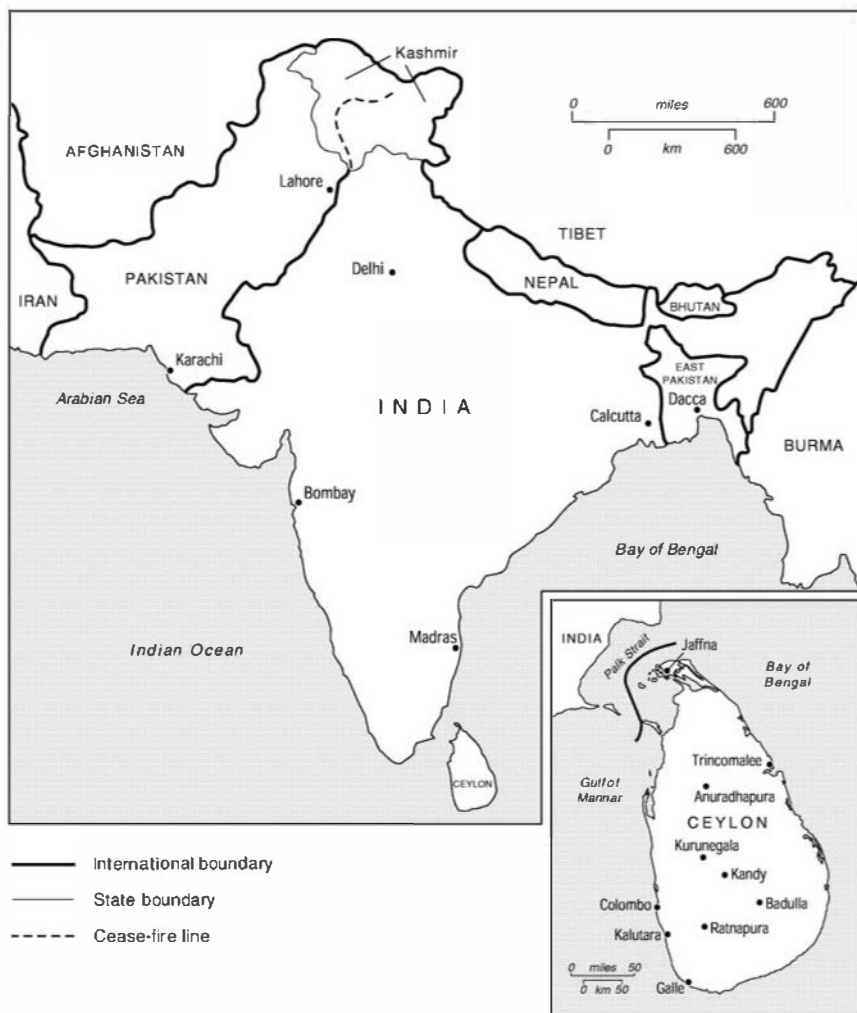 Kashmir
0 miles 600
0 km 600
AFGHANISTAN
Lahore
TIBET
Delhi
NEPAL
PAKISTAN
IRAN
BHUTAN
Karachi
EAST
PAKISTAN
Arabian Sea
INDIA
Dacca
Calcutta
BURMA
Bombay
Bay of Bengal
Madras
Indian Ocean
CEYLON
INDIA
Palk Strait
Jaffna
Bay of
Bengal
Trincomalee
Gulf of
Mannar
Anuradhapura
CEYLON
Kurunegala
Kandy
Colombo
Badulla
Kalutara
Ratnapura
0 miles 50
0 km 50
Galle
International boundary
State boundary
Cease-fire line